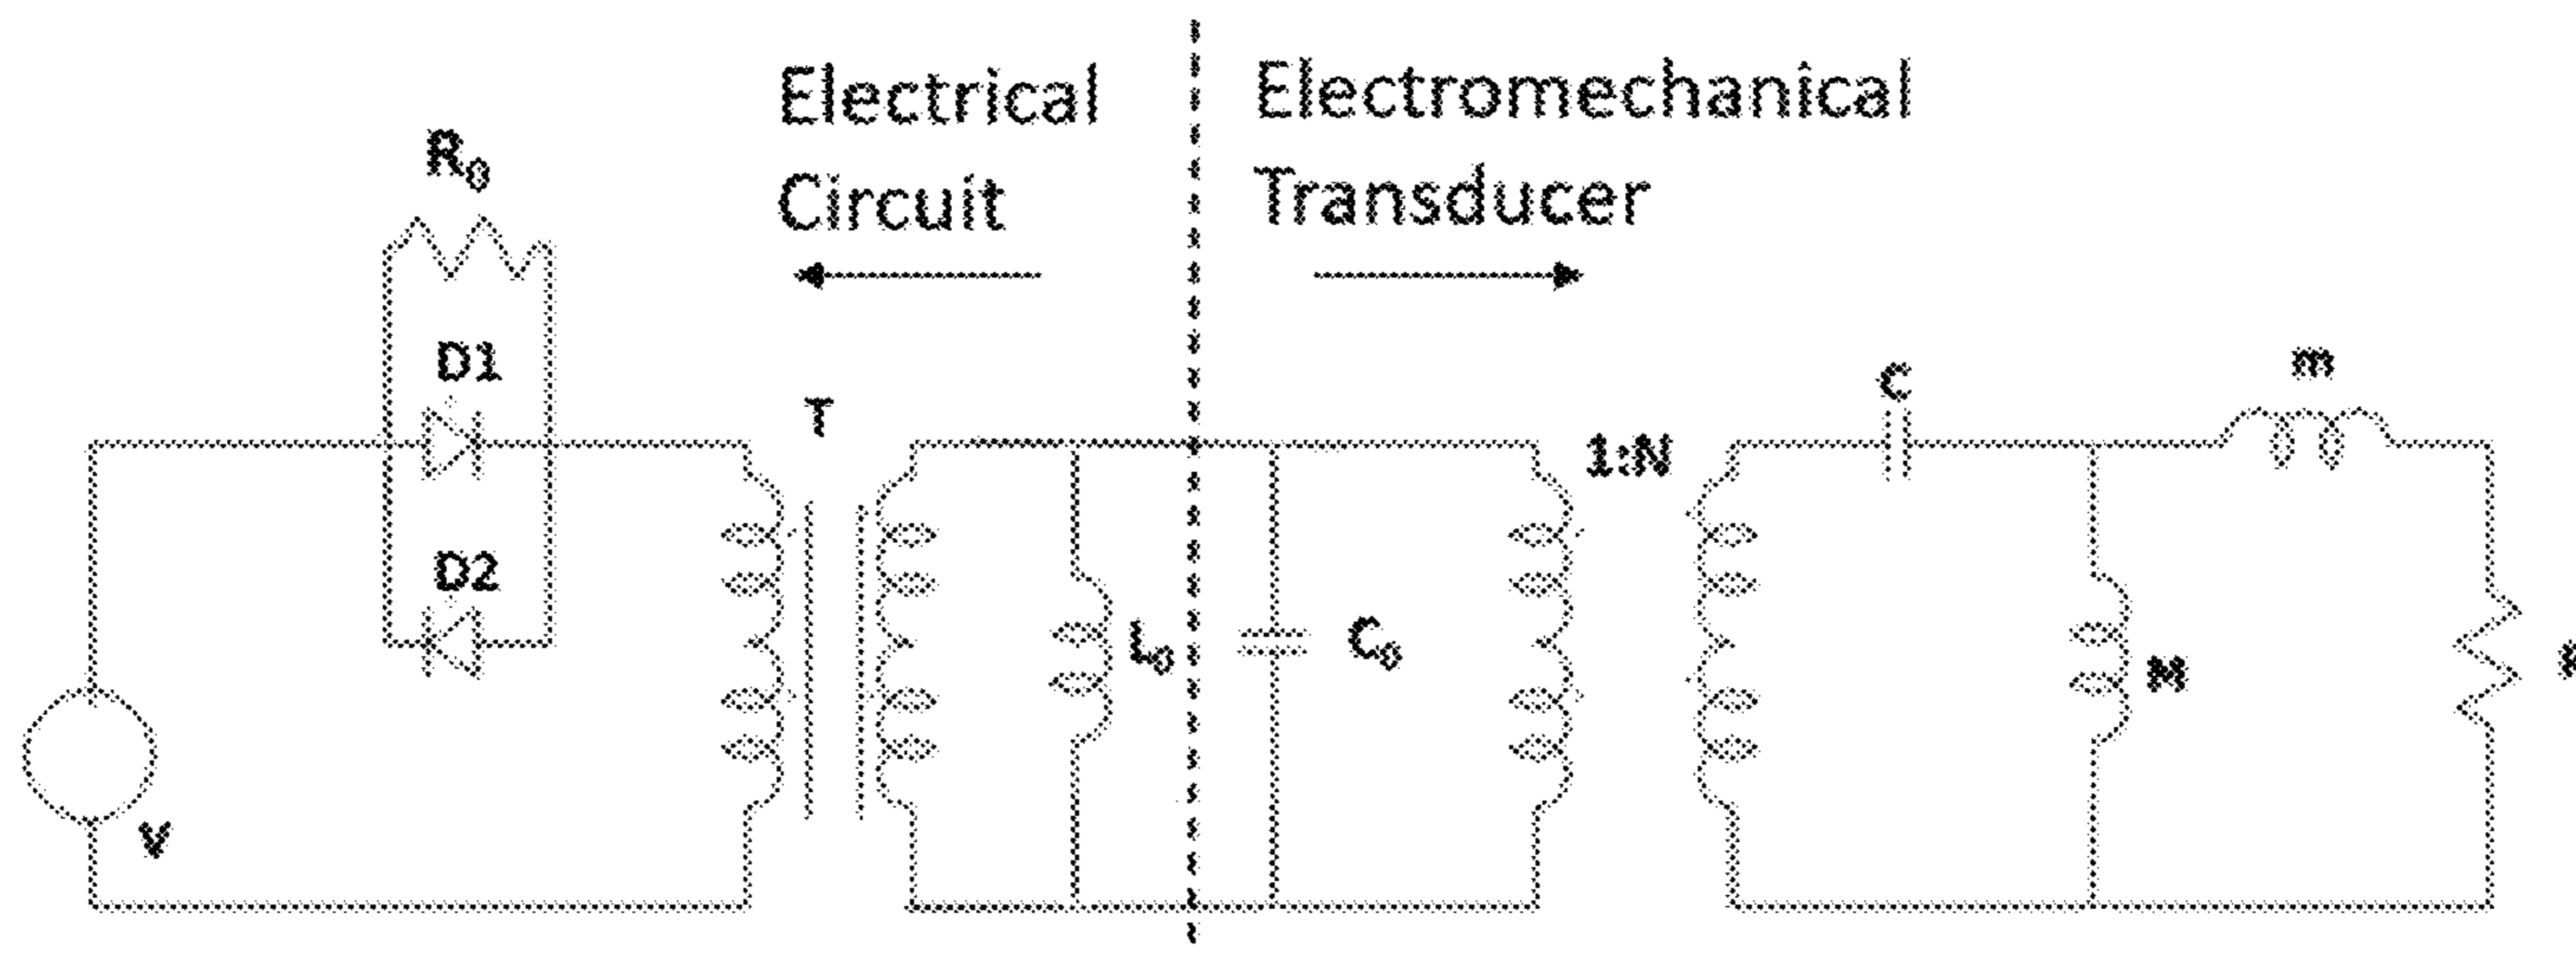 Electrical
Circuit
Electromechanical
Transducer
R₀
D1
D2
T
V
L₀
C₀
1:N
C
m
M